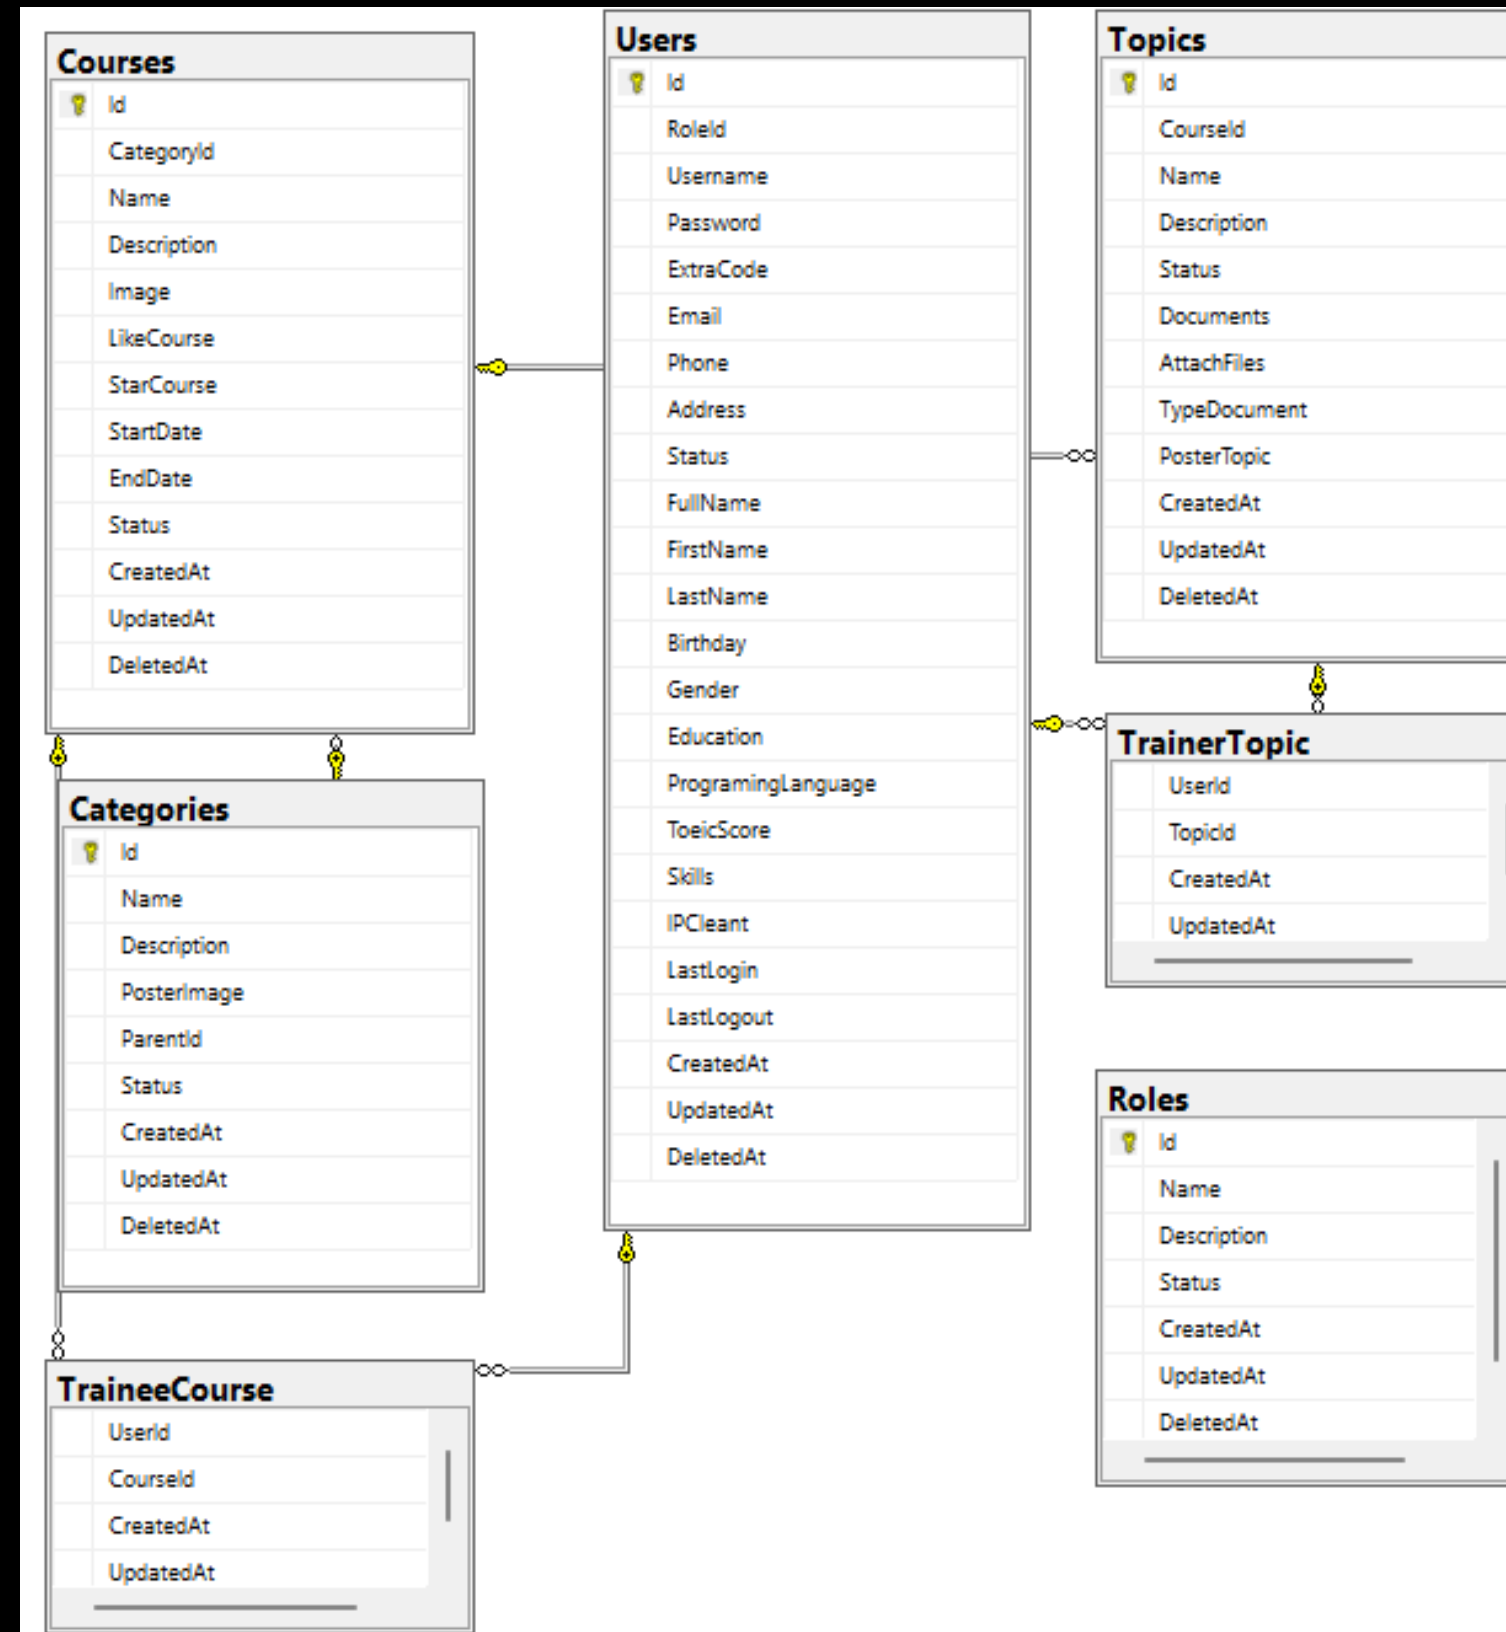 Courses
Id
CategoryId
Name
Description
Image
LikeCourse
StarCourse
StartDate
EndDate
Status
CreatedAt
UpdatedAt
DeletedAt
Categories
Id
Name
Description
PosterImage
ParentId
Status
CreatedAt
UpdatedAt
DeletedAt
TraineeCourse
UserId
CourseId
CreatedAt
UpdatedAt
Users
Id
RoleId
Username
Password
ExtraCode
Email
Phone
Address
Status
FullName
FirstName
LastName
Birthday
Gender
Education
ProgramingLanguage
ToeicScore
Skills
IPCleant
LastLogin
LastLogout
CreatedAt
UpdatedAt
DeletedAt
Topics
Id
CourseId
Name
Description
Status
Documents
AttachFiles
TypeDocument
PosterTopic
CreatedAt
UpdatedAt
DeletedAt
TrainerTopic
UserId
TopicId
CreatedAt
UpdatedAt
Roles
Id
Name
Description
Status
CreatedAt
UpdatedAt
DeletedAt